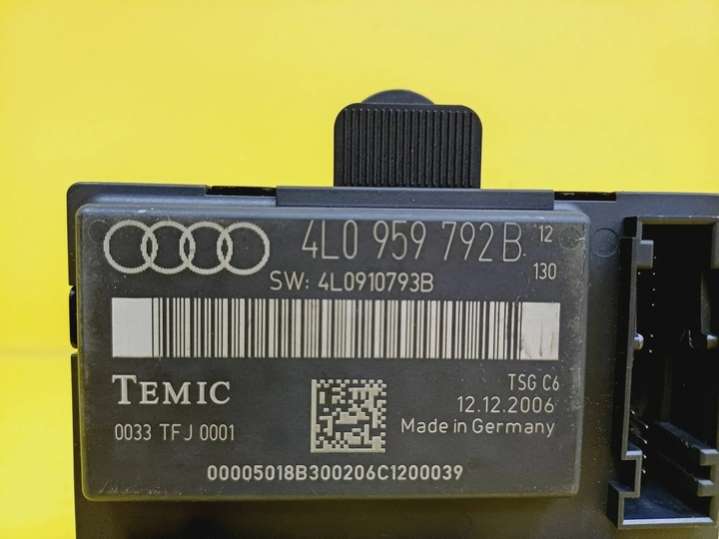 4L0 959 792 B 12
130
SW: 4L0910793B
TEMIC
TSG C6
12.12.2006
0033 TFJ 0001
Made in Germany
00005018B300206C1200039